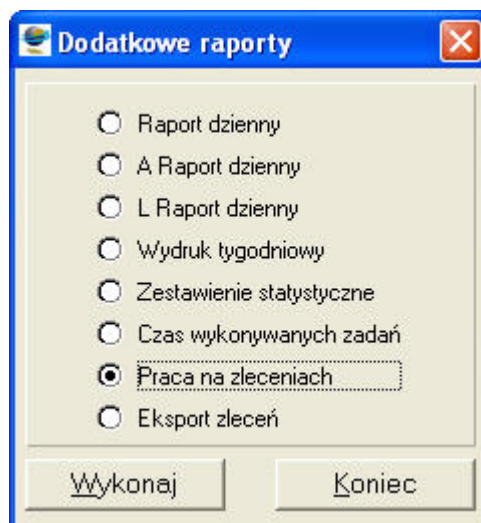 Dodatkowe raporty
Raport dzienny
A Raport dzienny
L Raport dzienny
Wydruk tygodniowy
Zestawienie statystyczne
Czas wykonywanych zadań
Praca na zleceniach
Eksport zleceń
Wykonaj Koniec